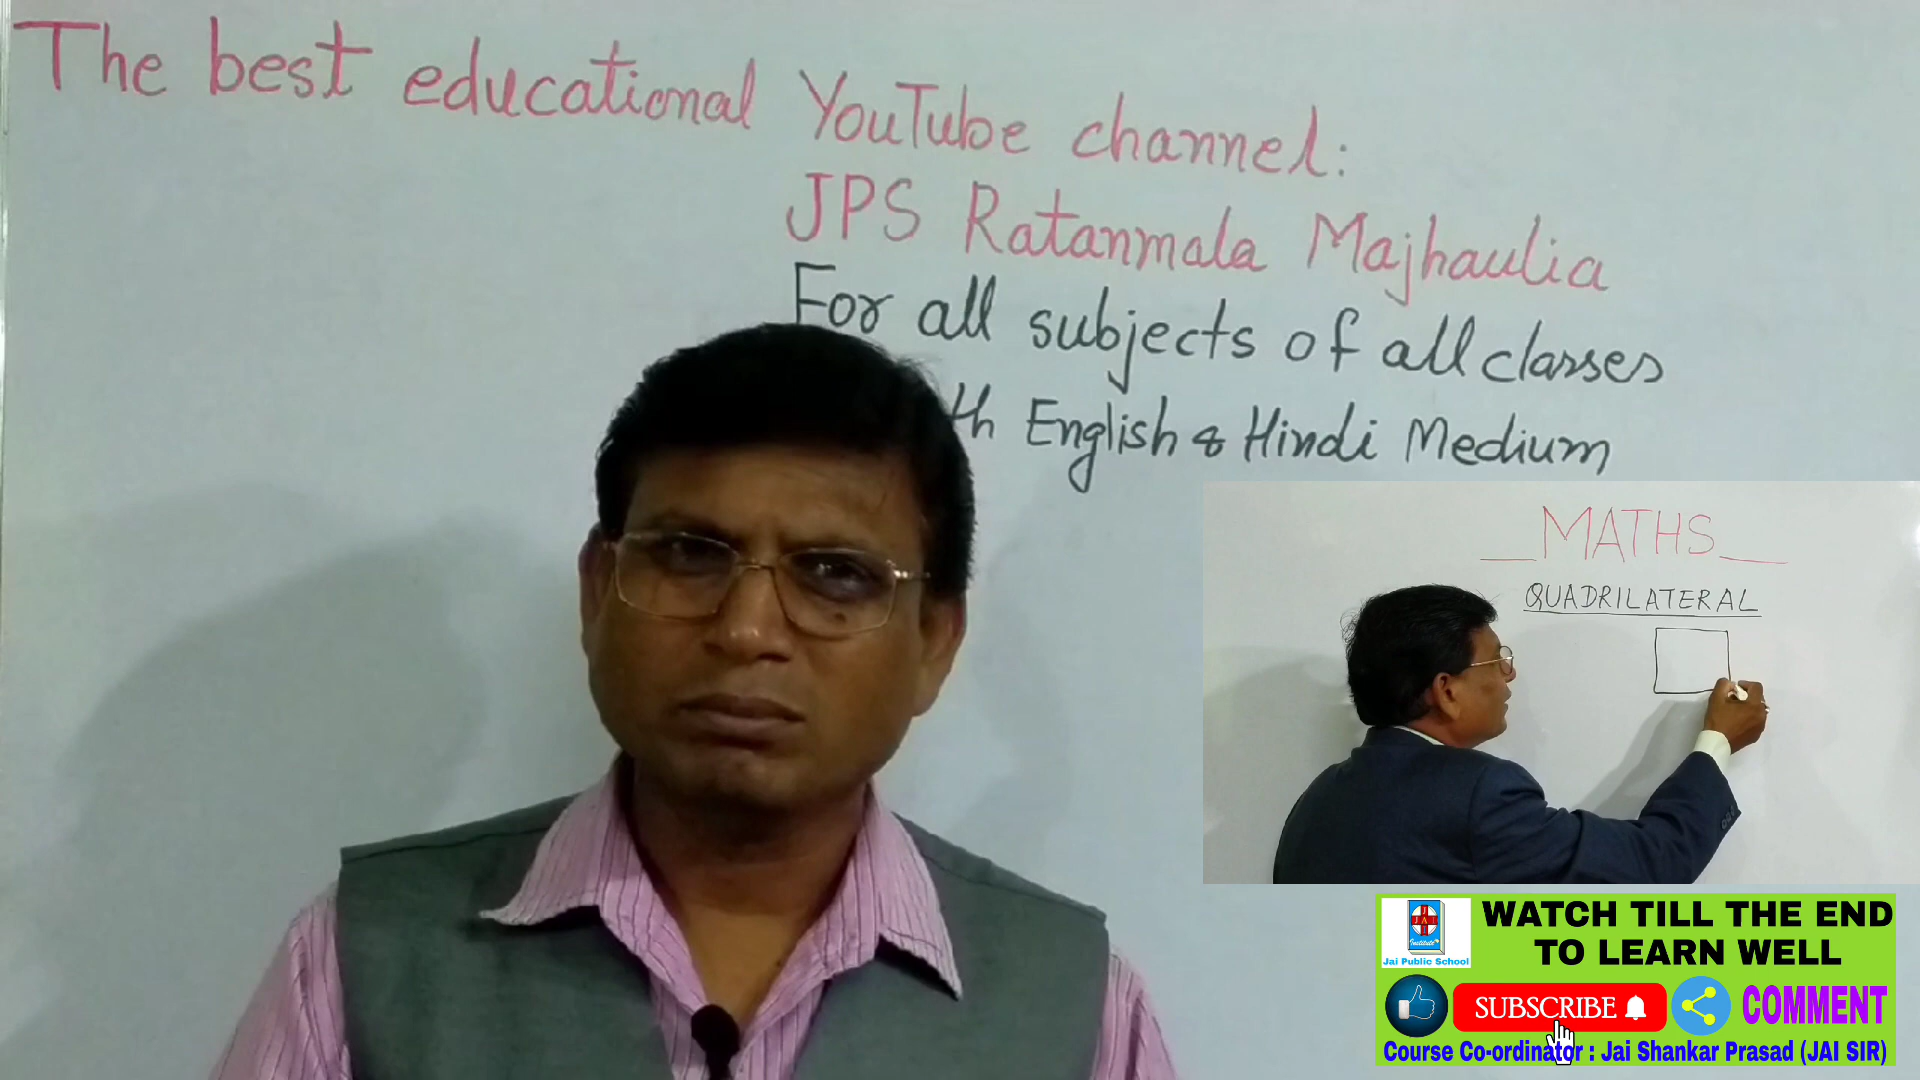 The best educational YouTube channel:
JPS Ratanmala Majhaulia
For all subjects of all classes
th English & Hindi Medium
MATHS
QUADRILATERAL
JAI
Institute
Jai Public School
WATCH TILL THE END
TO LEARN WELL
SUBSCRIBE
COMMENT
Course Co-ordinator : Jai Shankar Prasad (JAI SIR)